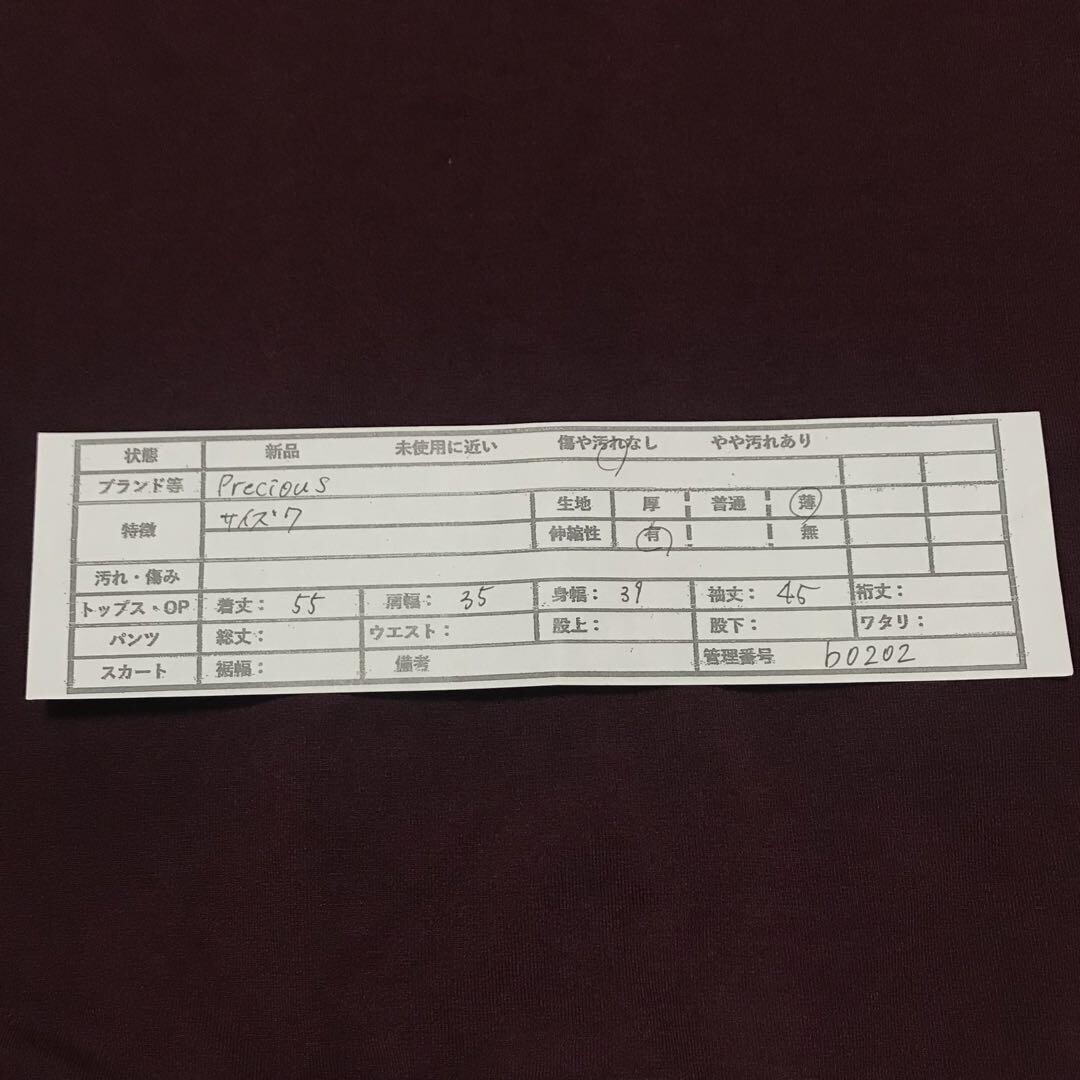 状態 新品 未使用に近い 傷や汚れなし やや汚れあり
ブランド等 Precious
特徴 サイズ7 生地 厚 普通 薄
伸縮性 有 無
汚れ・傷み
トップス・OP 着丈: 55 肩幅: 35 身幅: 39 袖丈: 45 裄丈:
パンツ 総丈: ウエスト: 股上: 股下: ワタリ:
スカート 裾幅: 備考 管理番号 b0202